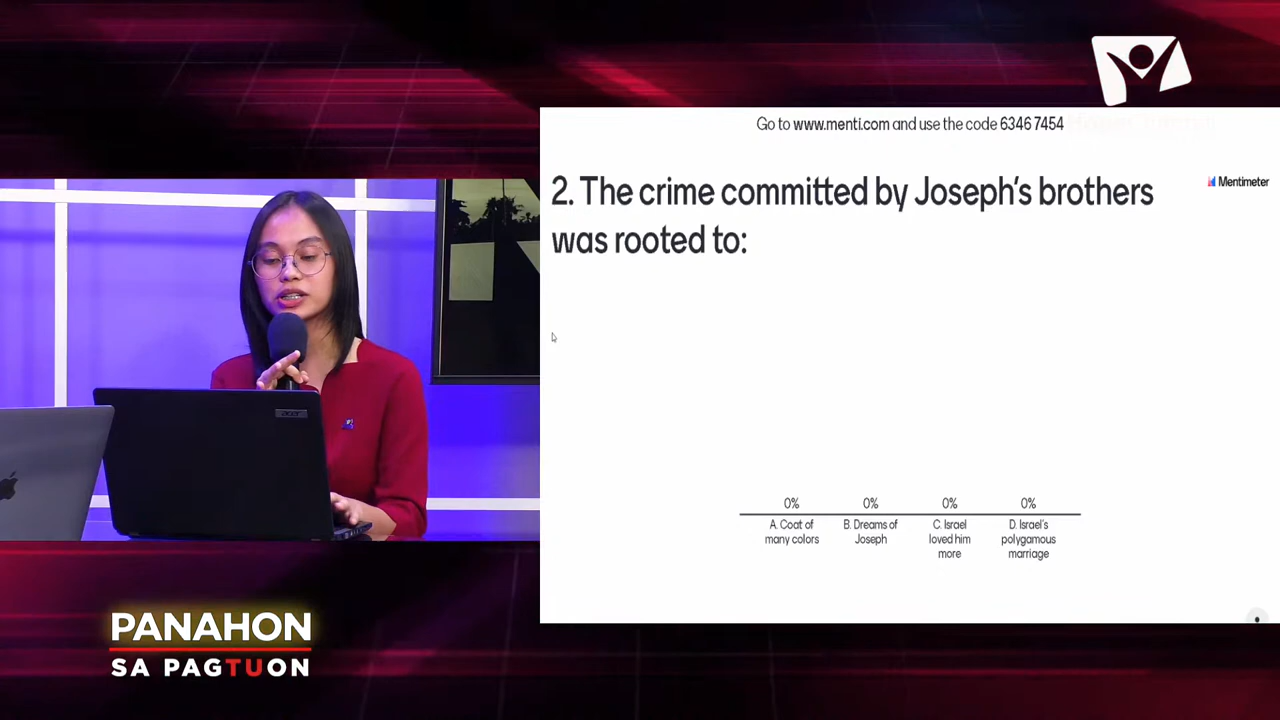 Go to www.menti.com and use the code 6346 7454
Mentimeter
2. The crime committed by Joseph's brothers
was rooted to:
0% 0% 0% 0%
A. Coat of many colors
B. Dreams of Joseph
C. Israel loved him more
D. Israel's polygamous marriage
acer
PANAHON
SA PAGTUON